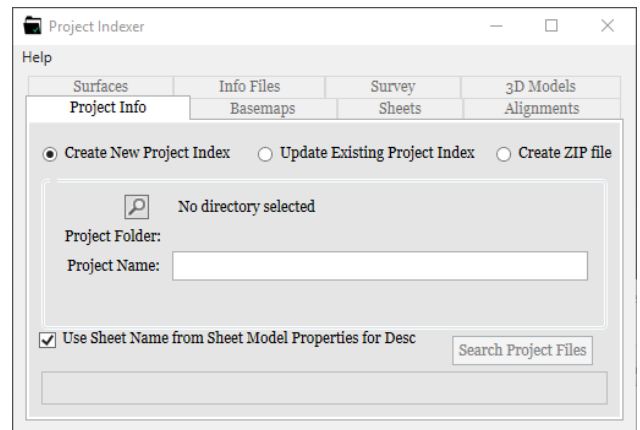 Project Indexer
Help
Surfaces Info Files Survey 3D Models
Project Info Basemaps Sheets Alignments
Create New Project Index Update Existing Project Index Create ZIP file
No directory selected
Project Folder:
Project Name:
Use Sheet Name from Sheet Model Properties for Desc
Search Project Files